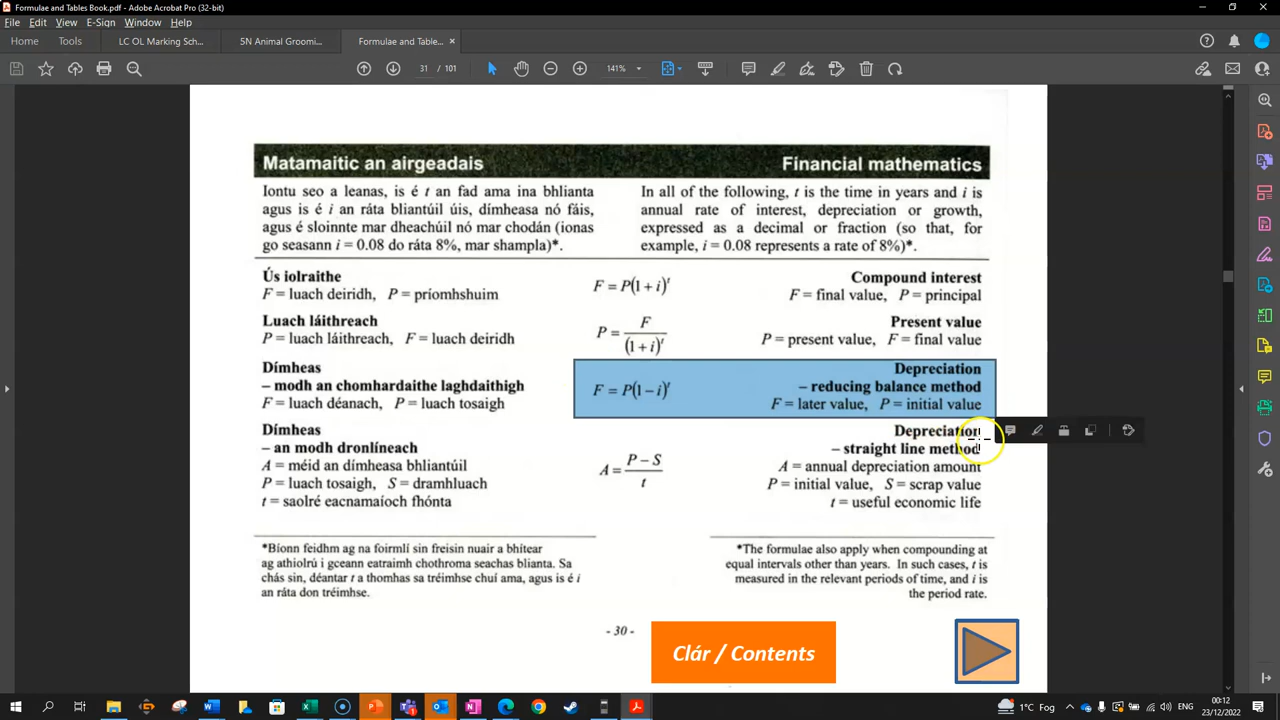 Formulae and Tables Book.pdf - Adobe Acrobat Pro (32-bit)
File Edit View E-Sign Window Help
Home Tools LC OL Marking Sch... 5N Animal Groomi... Formulae and Table... ×
31 / 101 141%
Matamaitic an airgeadais Financial mathematics
Iontu seo a leanas, is é t an fad ama ina bhlianta
agus is é i an ráta bliantúil úis, dímheasa nó fáis,
agus é sloinnte mar dheachúil nó mar chodán (ionas
go seasann i = 0.08 do ráta 8%, mar shampla)*.
In all of the following, t is the time in years and i is
annual rate of interest, depreciation or growth,
expressed as a decimal or fraction (so that, for
example, i = 0.08 represents a rate of 8%)*.
Ús iolraithe
F = luach deiridh, P = príomhshuim
F = P(1 + i)^t
Compound interest
F = final value, P = principal
Luach láithreach
P = luach láithreach, F = luach deiridh
P = F / (1 + i)^t
Present value
P = present value, F = final value
Dímheas
– modh an chomhardaithe laghdaithigh
F = luach déanach, P = luach tosaigh
F = P(1 − i)^t
Depreciation
– reducing balance method
F = later value, P = initial value
Dímheas
– an modh dronlíneach
A = méid an dímheasa bhliantúil
P = luach tosaigh, S = dramhluach
t = saolré eacnamaíoch fhónta
A = P − S / t
Depreciation
– straight line method
A = annual depreciation amount
P = initial value, S = scrap value
t = useful economic life
*Bíonn feidhm ag na foirmlí sin freisin nuair a bhítear
ag athiolrú i gceann eatraimh chothroma seachas blianta. Sa
chás sin, déantar t a thomhas sa tréimhse chuí ama, agus is é i
an ráta don tréimhse.
*The formulae also apply when compounding at
equal intervals other than years. In such cases, t is
measured in the relevant periods of time, and i is
the period rate.
- 30 -
Clár / Contents
1°C Fog
00:12
23/12/2022